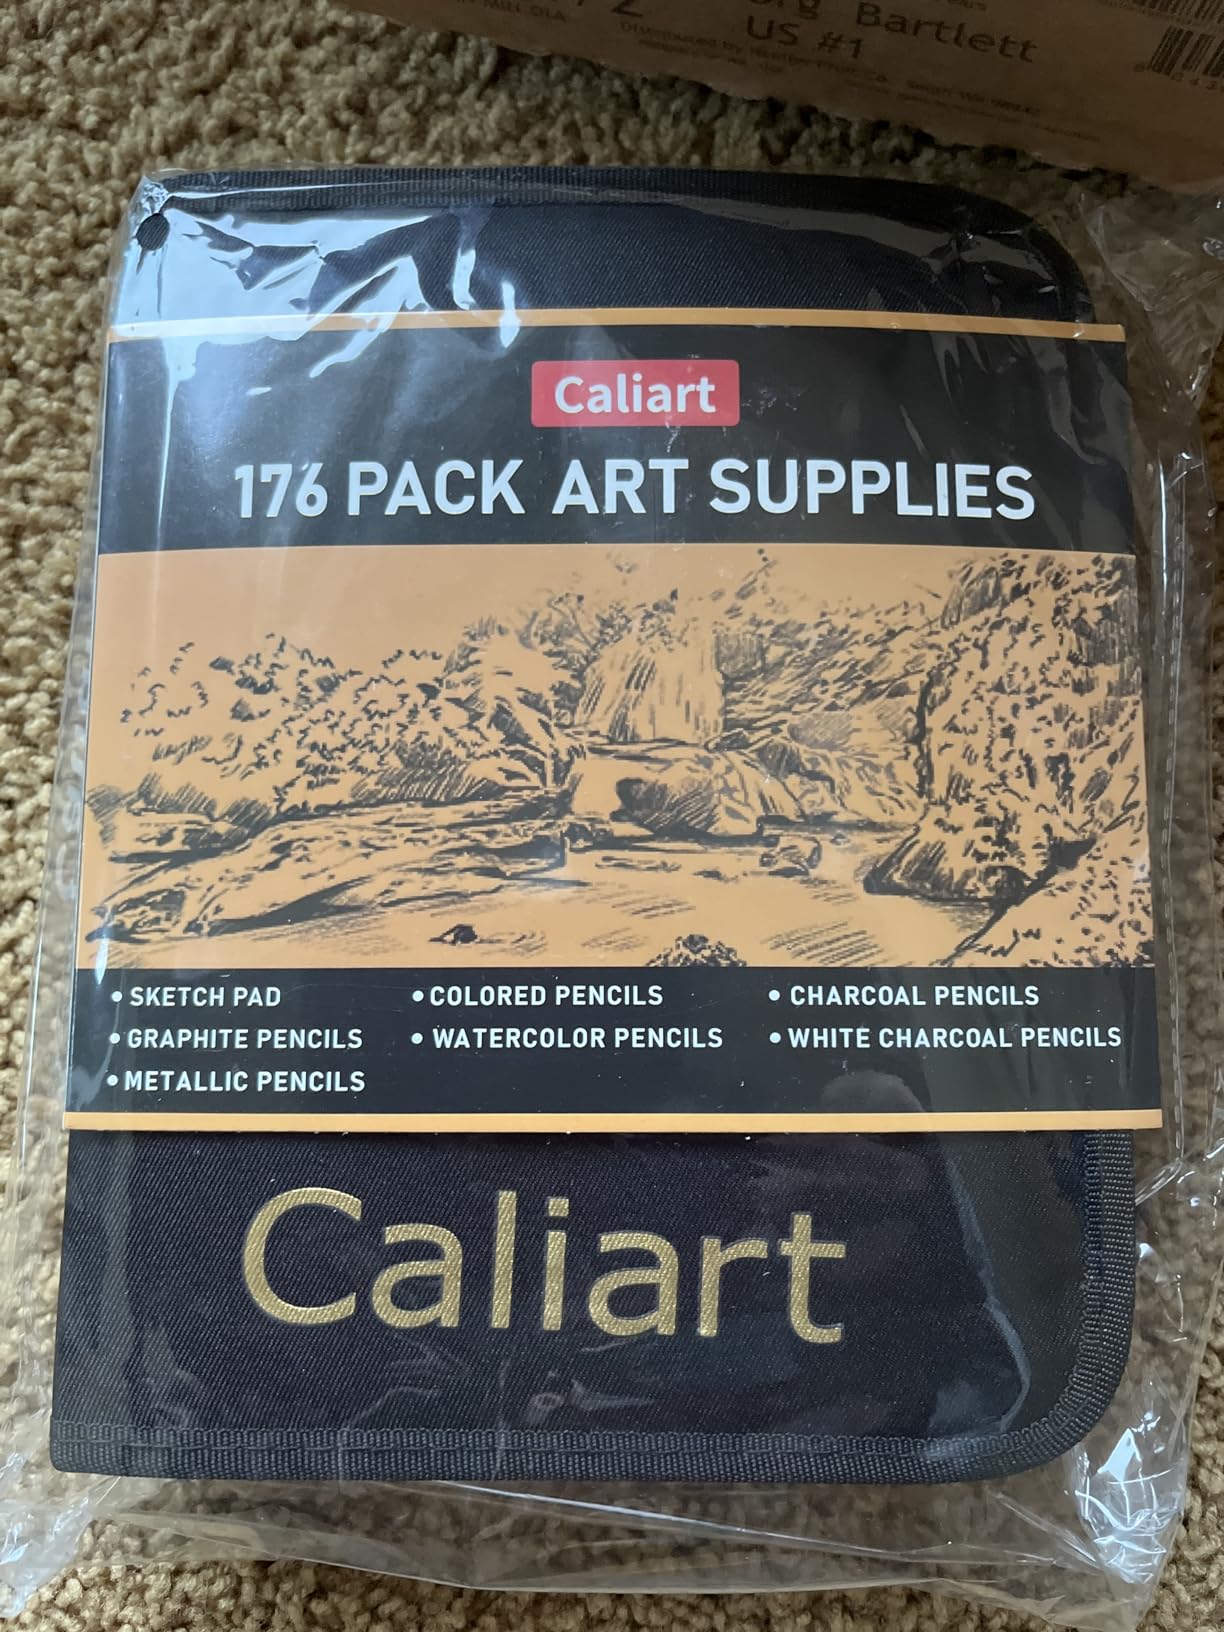 org Bartlett
US #1
Caliart
176 PACK ART SUPPLIES
• SKETCH PAD
• COLORED PENCILS
• CHARCOAL PENCILS
• GRAPHITE PENCILS
• WATERCOLOR PENCILS
• WHITE CHARCOAL PENCILS
• METALLIC PENCILS
Caliart